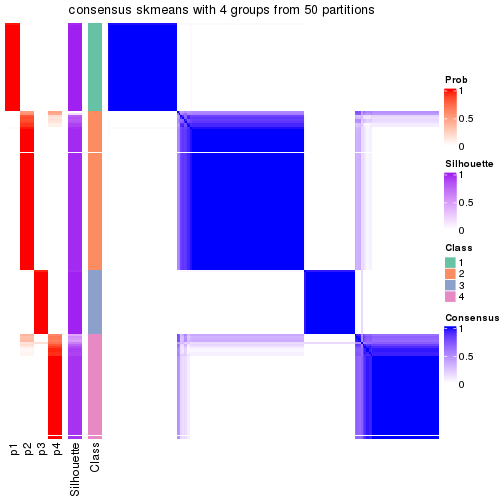 consensus skmeans with 4 groups from 50 partitions
Prob
1
0.5
0
Silhouette
1
0.5
0
Class
1
2
3
4
Consensus
1
0.5
0
p1
p2
p3
p4
Silhouette
Class